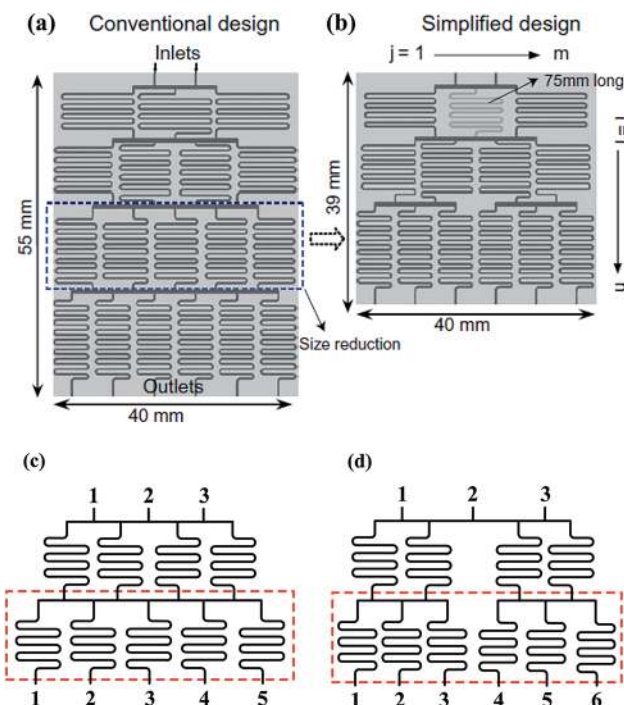 (a) Conventional design
Inlets
55 mm
Size reduction
Outlets
40 mm
(b) Simplified design
j = 1 m
75mm long
39 mm
40 mm
n
(c)
1 2 3
1 2 3 4 5
(d)
1 2 3
1 2 3 4 5 6